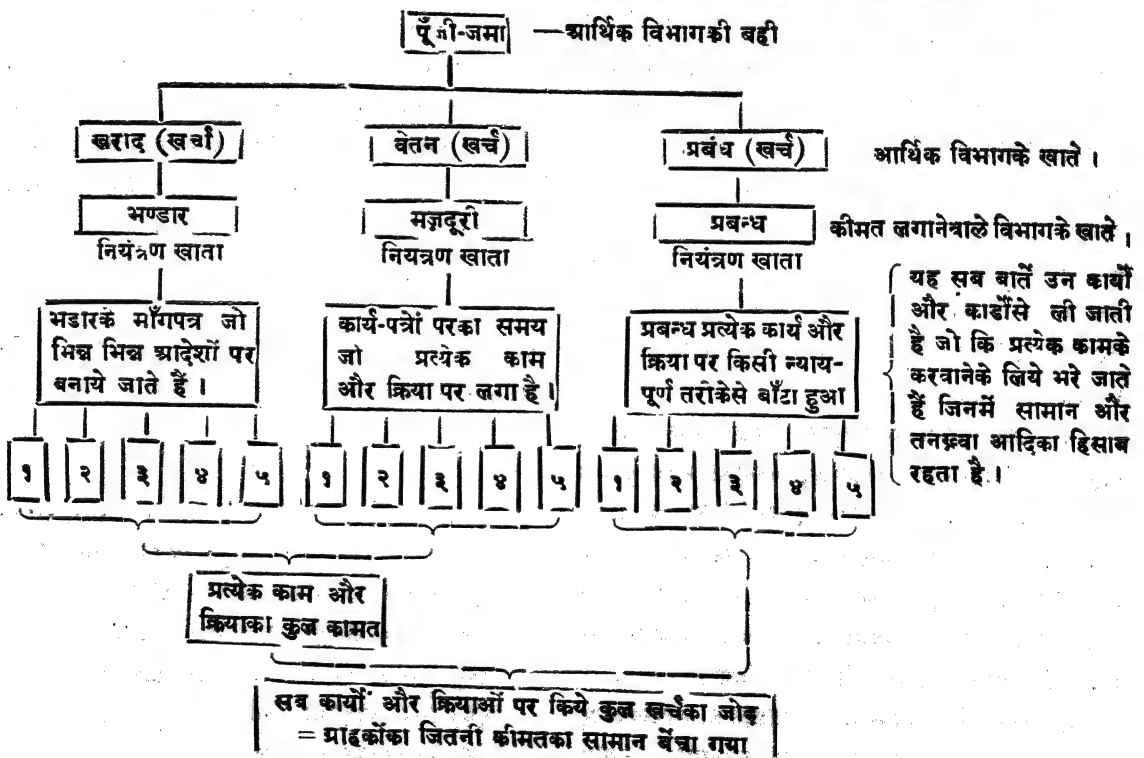 पूँजी-जमा —आर्थिक विभागकी बही
खराद (खर्चा) वेतन (खर्च) प्रबंध (खर्च) आर्थिक विभागके खाते ।
भण्डार मज़दूरी प्रबन्ध कीमत लगानेवाले विभागके खाते ।
नियंत्रण खाता नियंत्रण खाता नियंत्रण खाता
भडारके माँगपत्र जो
भिन्न भिन्न आदेशों पर
बनाये जाते हैं ।
कार्य-पत्रों परका समय
जो प्रत्येक काम
और क्रिया पर लगा है ।
प्रबन्ध प्रत्येक कार्य और
क्रिया पर किसी न्याय-
पूर्ण तरीकेसे बाँटा हुआ
यह सब बातें उन कार्यों
और कार्डोंसे ली जाती
है जो कि प्रत्येक कामके
करवानेके लिये भरे जाते
हैं जिनमें सामान और
तनख़्वा आदिका हिसाब
रहता है ।
१ २ ३ ४ ५ १ २ ३ ४ ५ १ २ ३ ४ ५
प्रत्येक काम और
क्रियाका कुल कामत
सब कार्यों और क्रियाओं पर किये कुल खर्चका जोड़
= ग्राहकोंका जितनी कीमतका सामान बेंचा गया